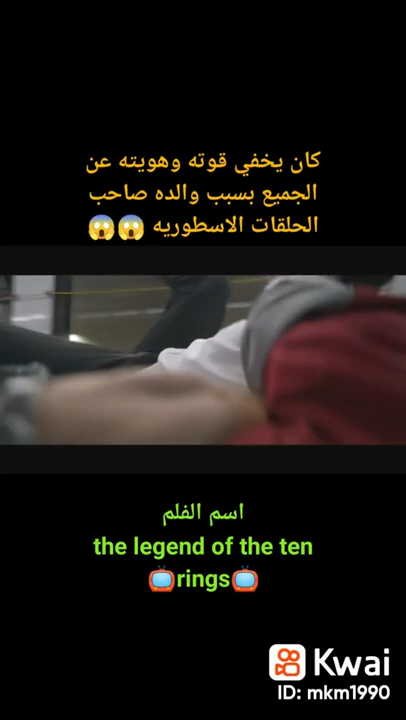 كان يخفي قوته وهويته عن
الجميع بسبب والده صاحب
الحلقات الاسطوريه 😱😱
اسم الفلم
the legend of the ten
📺rings📺
Kwai
ID: mkm1990